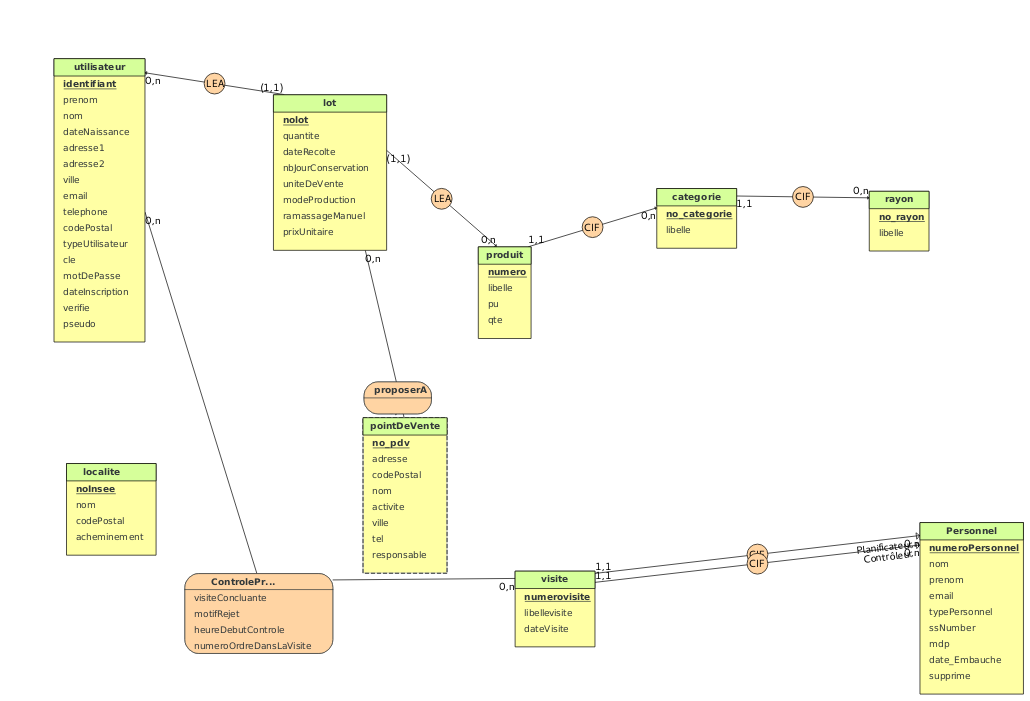 utilisateur
identifiant
prenom
nom
dateNaissance
adresse1
adresse2
ville
email
telephone
codePostal
typeUtilisateur
cle
motDePasse
dateInscription
verifie
pseudo
0,n
LEA
(1,1)
0,n
lot
nolot
quantite
dateRecolte
nbJourConservation
uniteDeVente
modeProduction
ramassageManuel
prixUnitaire
(1,1)
LEA
0,n
0,n
produit
numero
libelle
pu
qte
1,1
CIF
0,n
categorie
no_categorie
libelle
1,1
CIF
0,n
rayon
no_rayon
libelle
proposerA
pointDeVente
no_pdv
adresse
codePostal
nom
activite
ville
tel
responsable
localite
noInsee
nom
codePostal
acheminement
ControlePr...
visiteConcluante
motifRejet
heureDebutControle
numeroOrdreDansLaVisite
0,n
visite
numerovisite
libellevisite
dateVisite
1,1
1,1
CIF
CIF
0,n
0,n
Personnel
numeroPersonnel
nom
prenom
email
typePersonnel
ssNumber
mdp
date_Embauche
supprime